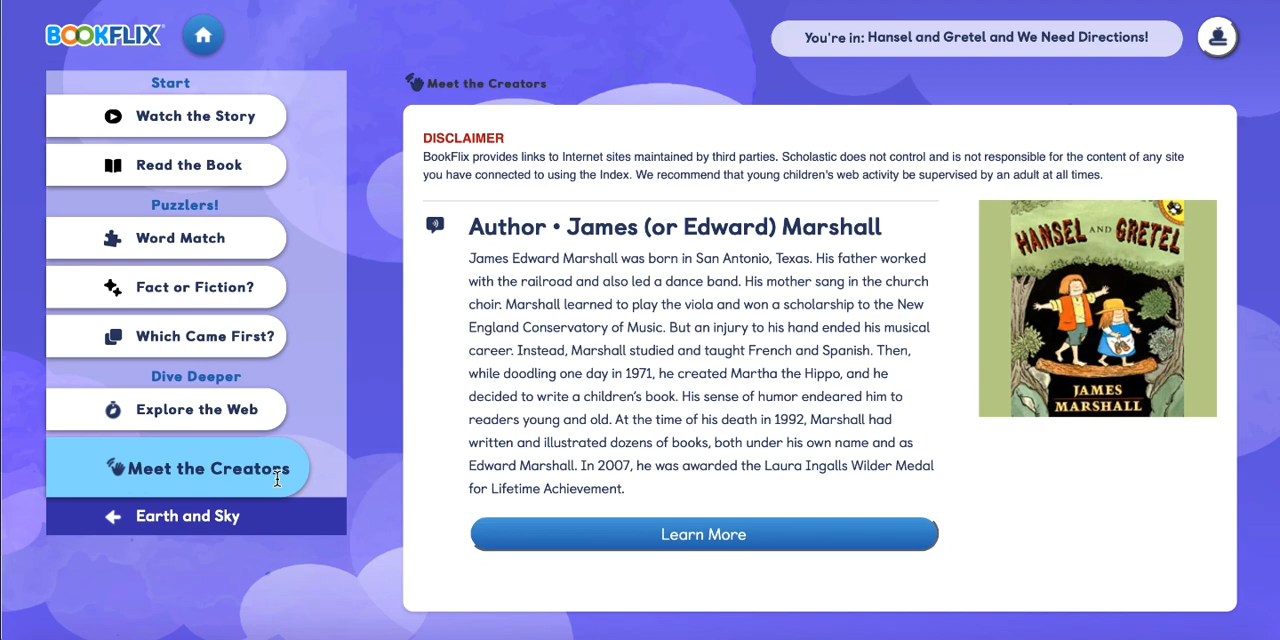 BOOKFLIX
You're in: Hansel and Gretel and We Need Directions!
Start
Watch the Story
Read the Book
Puzzlers!
Word Match
Fact or Fiction?
Which Came First?
Dive Deeper
Explore the Web
Meet the Creators
Earth and Sky
Meet the Creators
DISCLAIMER
BookFlix provides links to Internet sites maintained by third parties. Scholastic does not control and is not responsible for the content of any site
you have connected to using the Index. We recommend that young children's web activity be supervised by an adult at all times.
Author • James (or Edward) Marshall
James Edward Marshall was born in San Antonio, Texas. His father worked
with the railroad and also led a dance band. His mother sang in the church
choir. Marshall learned to play the viola and won a scholarship to the New
England Conservatory of Music. But an injury to his hand ended his musical
career. Instead, Marshall studied and taught French and Spanish. Then,
while doodling one day in 1971, he created Martha the Hippo, and he
decided to write a children's book. His sense of humor endeared him to
readers young and old. At the time of his death in 1992, Marshall had
written and illustrated dozens of books, both under his own name and as
Edward Marshall. In 2007, he was awarded the Laura Ingalls Wilder Medal
for Lifetime Achievement.
Learn More
HANSEL AND GRETEL
JAMES
MARSHALL